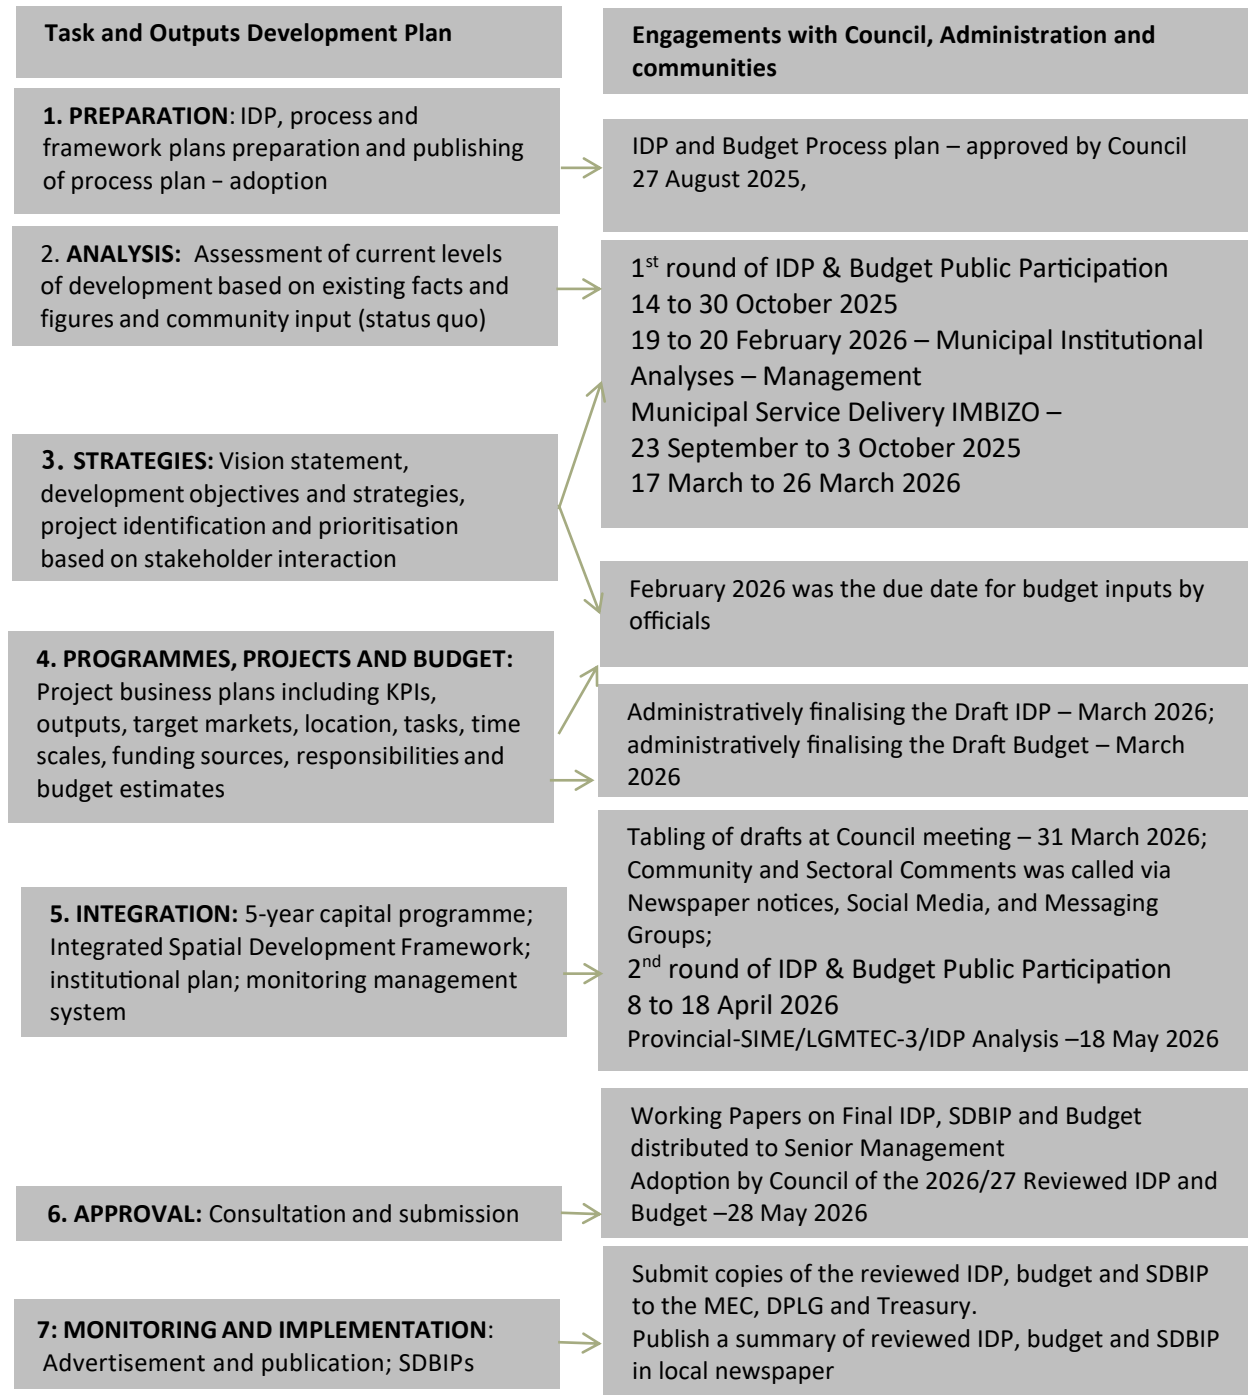 Task and Outputs Development Plan
Engagements with Council, Administration and
communities
1. PREPARATION: IDP, process and
framework plans preparation and publishing
of process plan – adoption
IDP and Budget Process plan – approved by Council
27 August 2025,
2. ANALYSIS: Assessment of current levels
of development based on existing facts and
figures and community input (status quo)
1st round of IDP & Budget Public Participation
14 to 30 October 2025
19 to 20 February 2026 – Municipal Institutional
Analyses – Management
Municipal Service Delivery IMBIZO –
23 September to 3 October 2025
17 March to 26 March 2026
3. STRATEGIES: Vision statement,
development objectives and strategies,
project identification and prioritisation
based on stakeholder interaction
February 2026 was the due date for budget inputs by
officials
4. PROGRAMMES, PROJECTS AND BUDGET:
Project business plans including KPIs,
outputs, target markets, location, tasks, time
scales, funding sources, responsibilities and
budget estimates
Administratively finalising the Draft IDP – March 2026;
administratively finalising the Draft Budget – March
2026
5. INTEGRATION: 5-year capital programme;
Integrated Spatial Development Framework;
institutional plan; monitoring management
system
Tabling of drafts at Council meeting – 31 March 2026;
Community and Sectoral Comments was called via
Newspaper notices, Social Media, and Messaging
Groups;
2nd round of IDP & Budget Public Participation
8 to 18 April 2026
Provincial-SIME/LGMTEC-3/IDP Analysis –18 May 2026
6. APPROVAL: Consultation and submission
Working Papers on Final IDP, SDBIP and Budget
distributed to Senior Management
Adoption by Council of the 2026/27 Reviewed IDP and
Budget –28 May 2026
7: MONITORING AND IMPLEMENTATION:
Advertisement and publication; SDBIPs
Submit copies of the reviewed IDP, budget and SDBIP
to the MEC, DPLG and Treasury.
Publish a summary of reviewed IDP, budget and SDBIP
in local newspaper